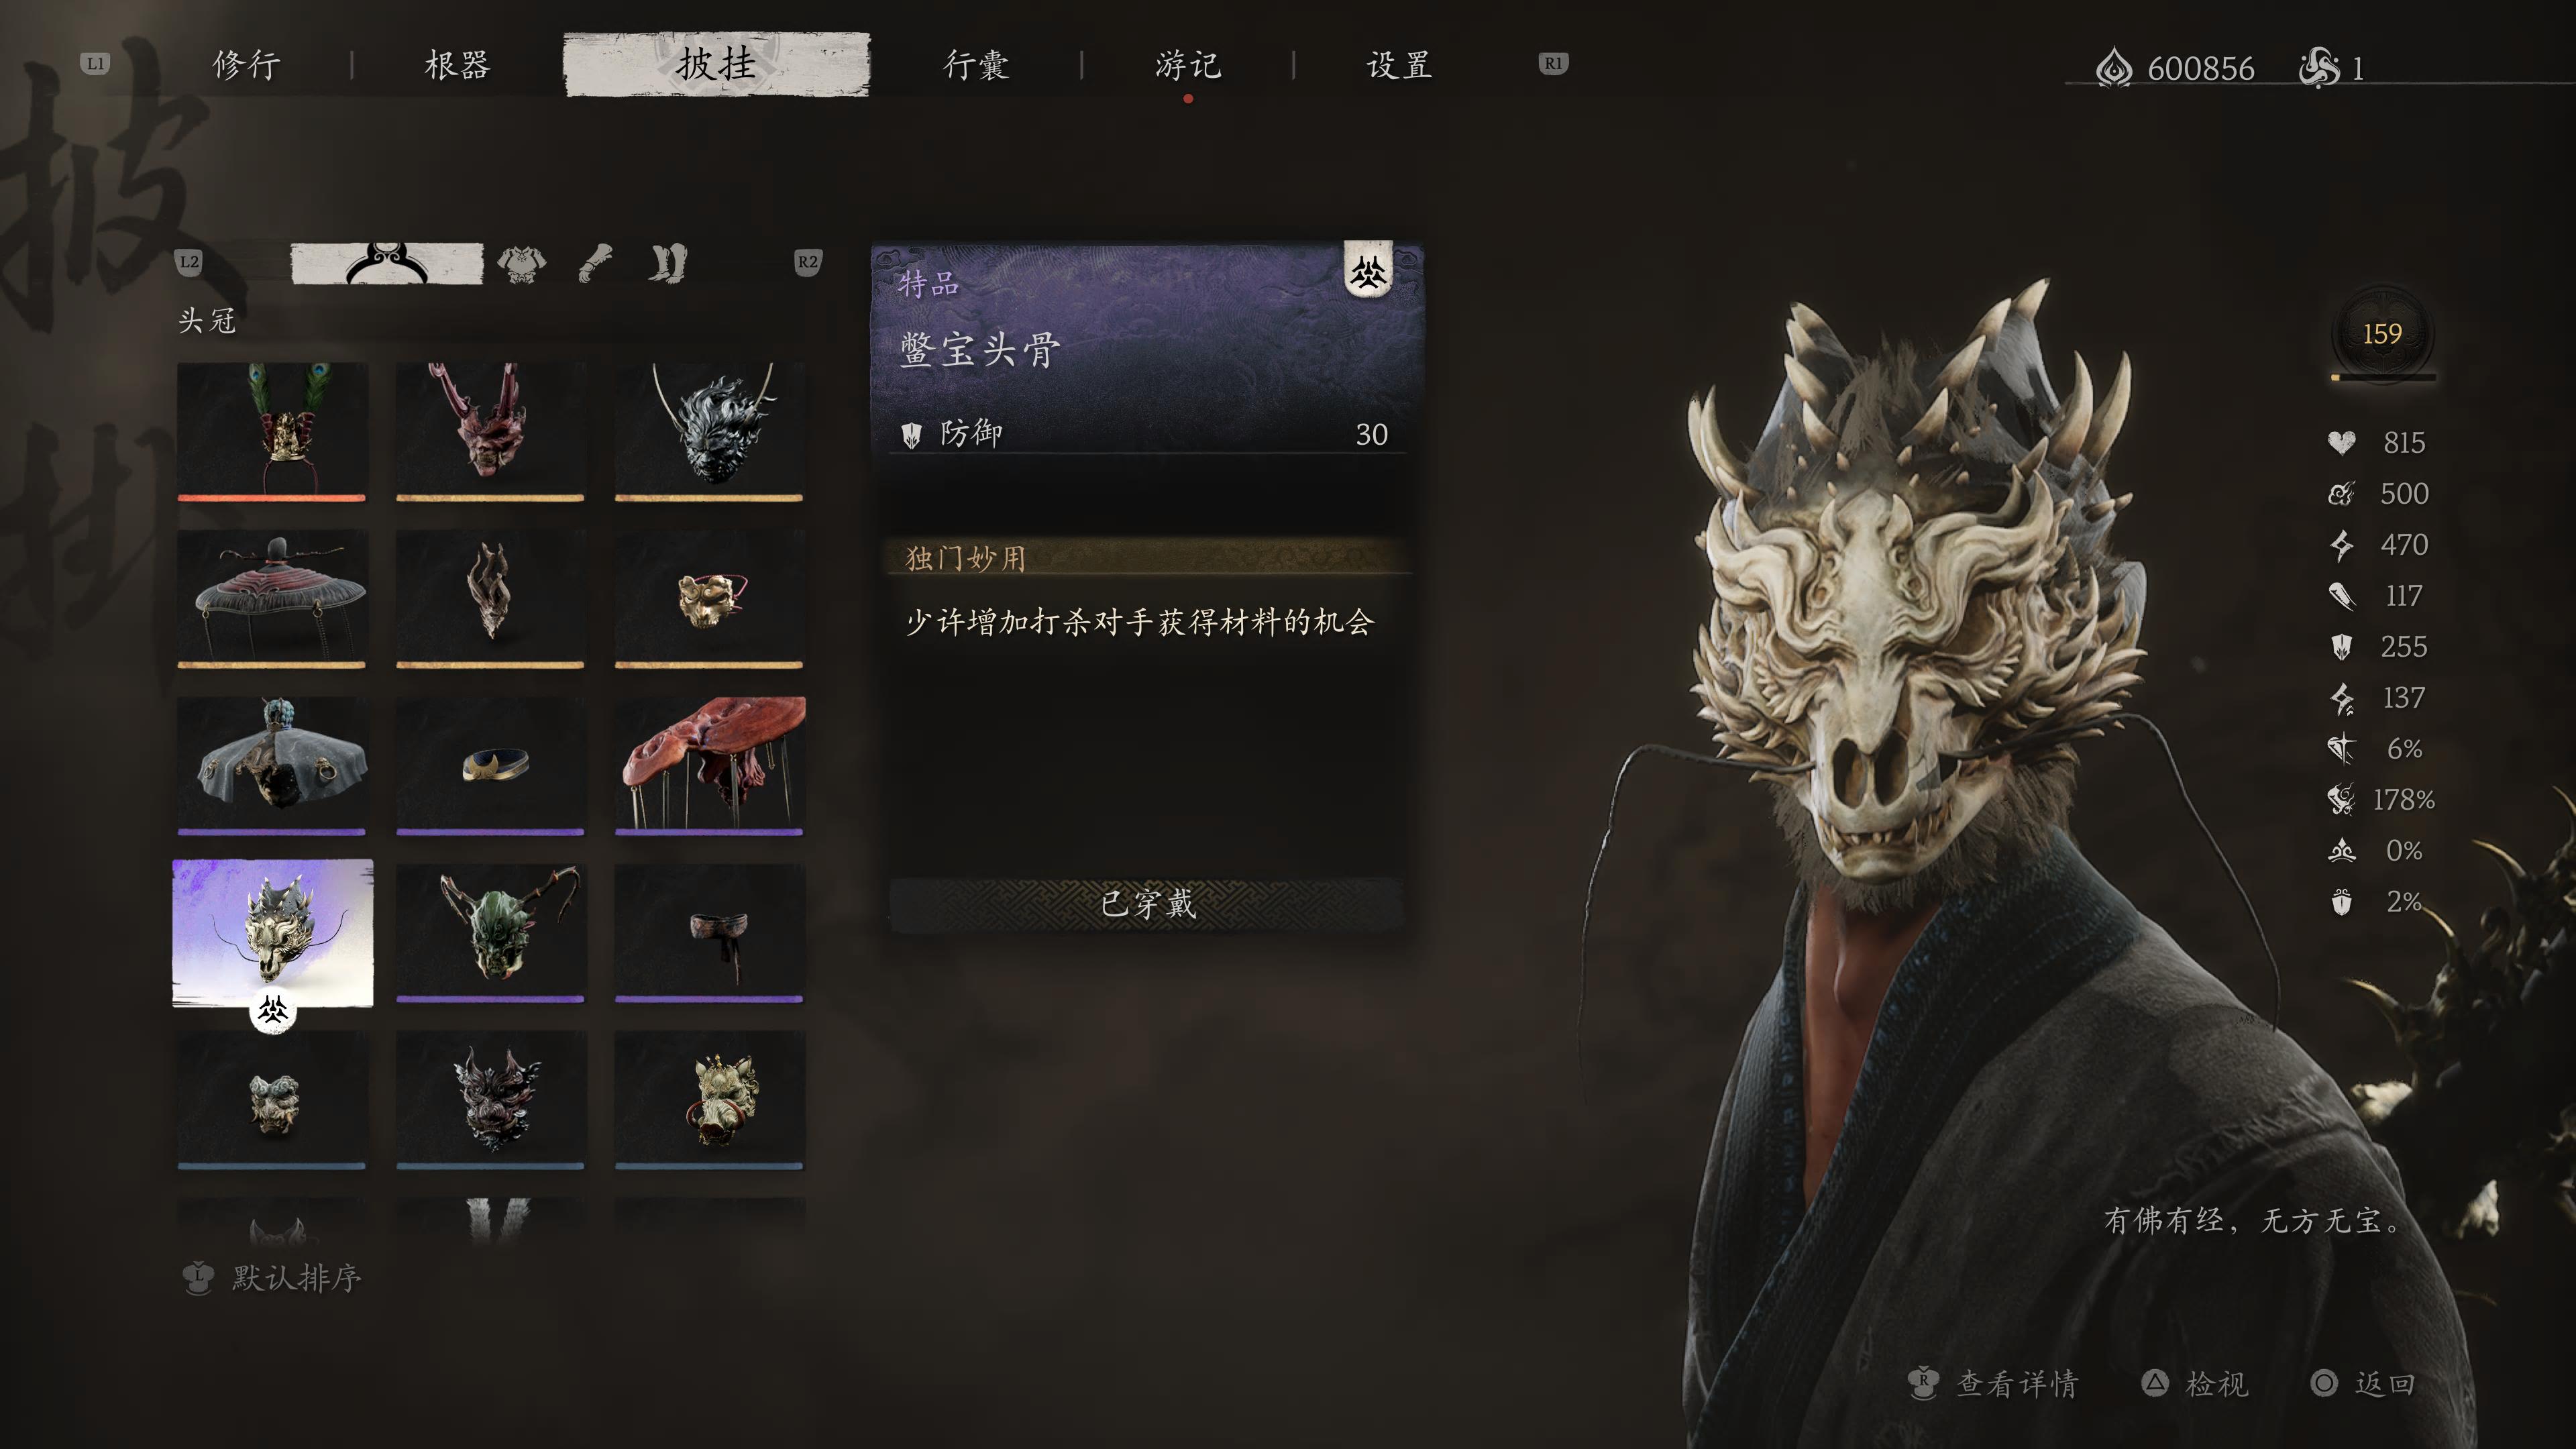 披挂
L1 修行 根器 披挂 行囊 游记 设置 R1
600856 1
L2 R2
头冠
特品
鳖宝头骨
防御 30
独门妙用
少许增加打杀对手获得材料的机会
已穿戴
159
815
500
470
117
255
137
6%
178%
0%
2%
有佛有经，无方无宝。
L 默认排序
R 查看详情 检视 返回